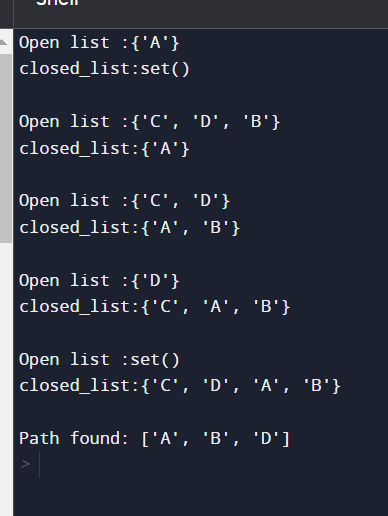 Shell
Open list :{'A'}
closed_list:set()
Open list :{'C', 'D', 'B'}
closed_list:{'A'}
Open list :{'C', 'D'}
closed_list:{'A', 'B'}
Open list :{'D'}
closed_list:{'C', 'A', 'B'}
Open list :set()
closed_list:{'C', 'D', 'A', 'B'}
Path found: ['A', 'B', 'D']
>